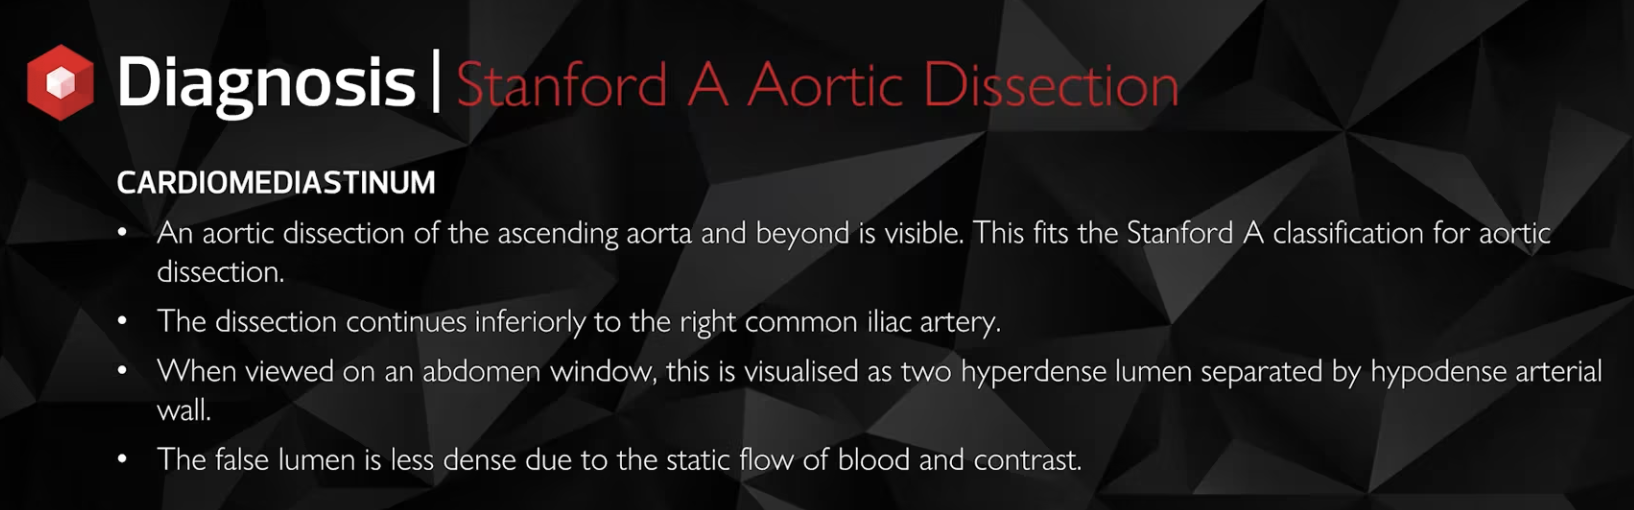 Diagnosis | Stanford A Aortic Dissection
CARDIOMEDIASTINUM
• An aortic dissection of the ascending aorta and beyond is visible. This fits the Stanford A classification for aortic
dissection.
• The dissection continues inferiorly to the right common iliac artery.
• When viewed on an abdomen window, this is visualised as two hyperdense lumen separated by hypodense arterial
wall.
• The false lumen is less dense due to the static flow of blood and contrast.